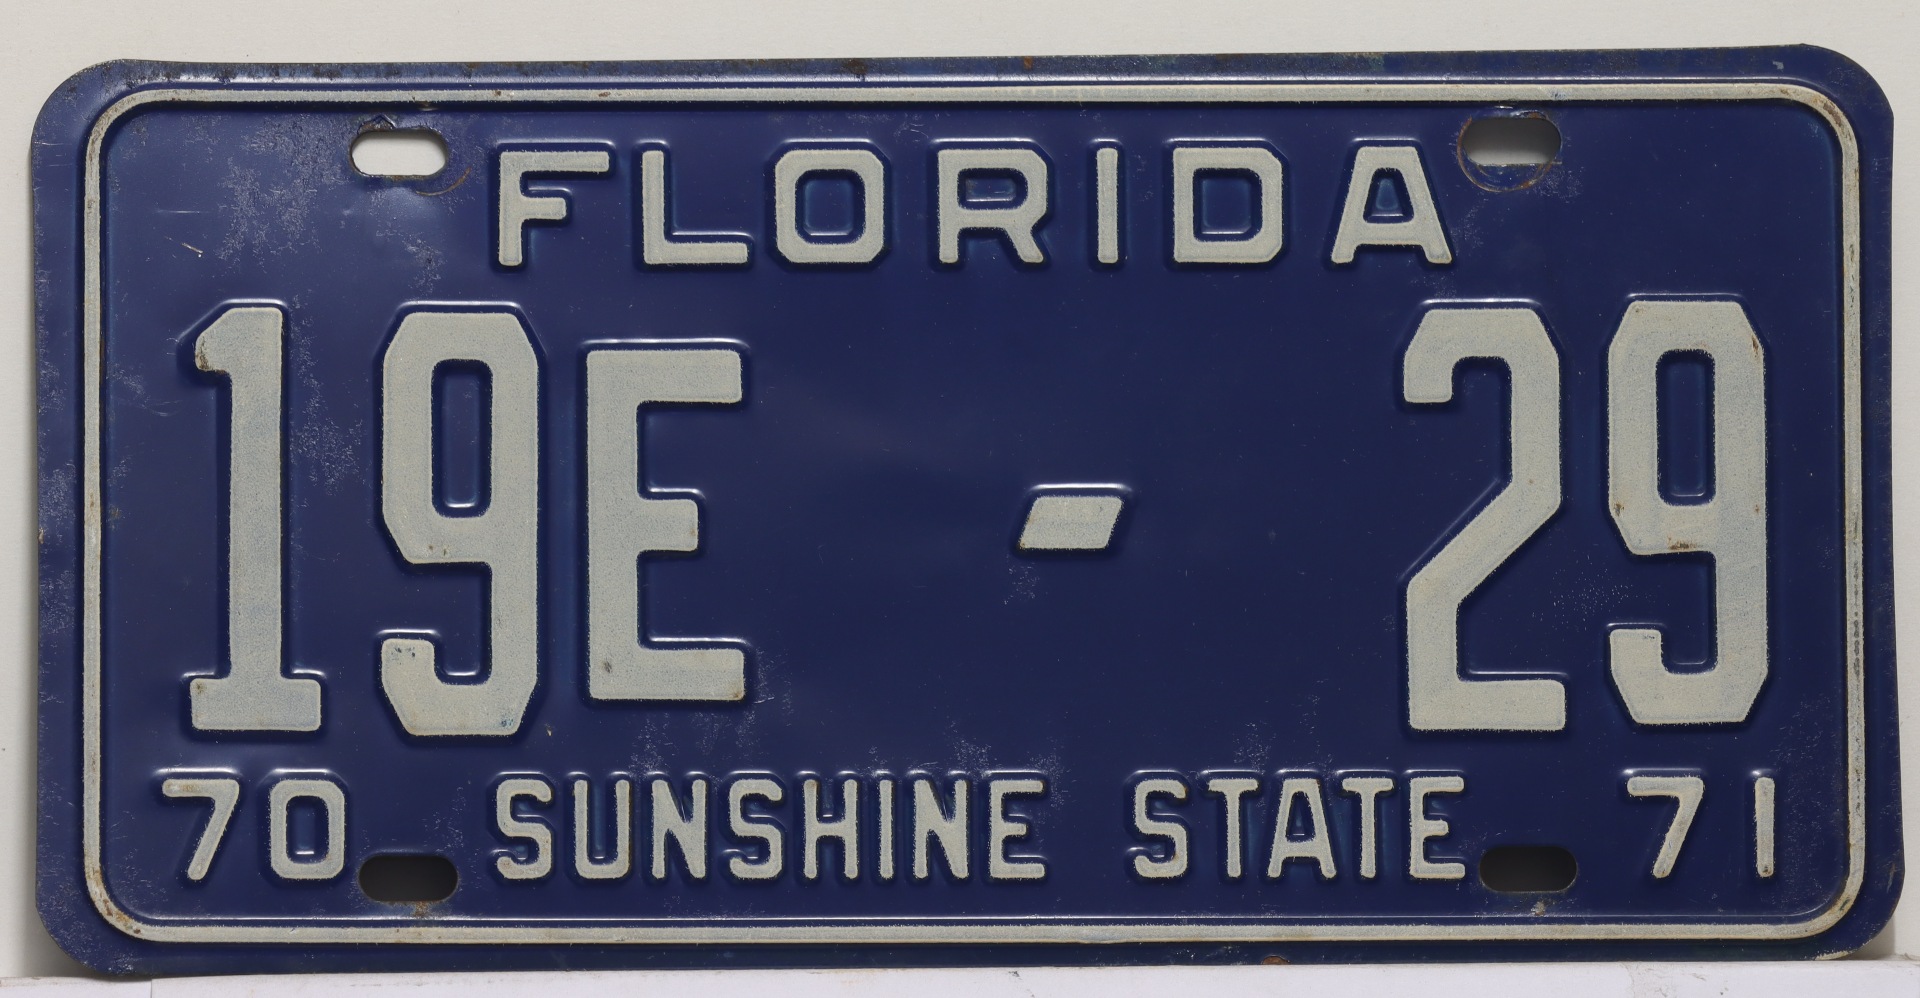 FLORIDA
19E - 29
70 SUNSHINE STATE 71